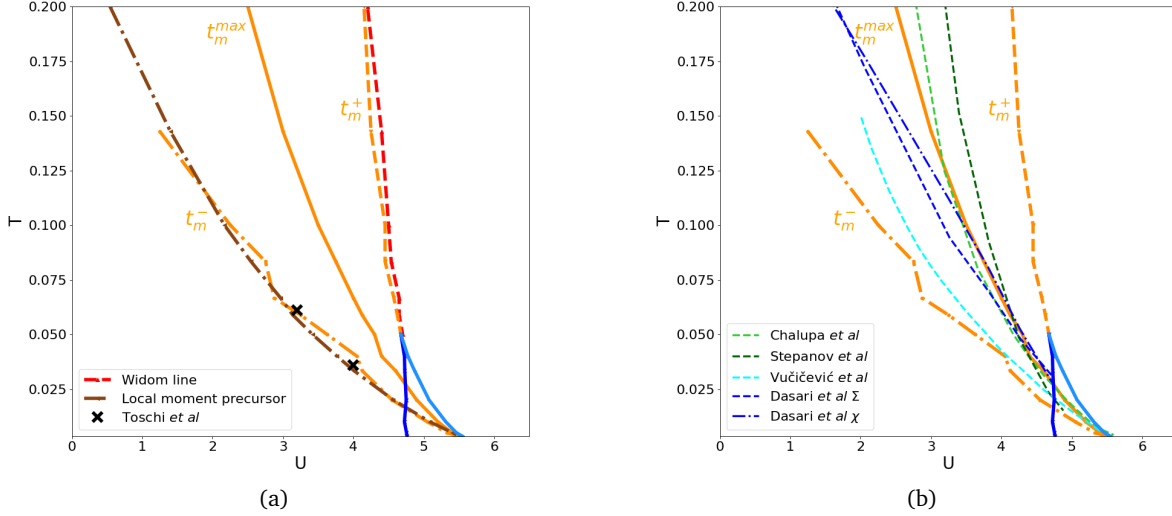 0.200
0.175
0.150
0.125
0.100
0.075
0.050
0.025
T
t_m^max
t_m^+
t_m^-
Widom line
Local moment precursor
Toschi et al
0 1 2 3 4 5 6
U
(a)
0.200
0.175
0.150
0.125
0.100
0.075
0.050
0.025
T
t_m^max
t_m^+
t_m^-
Chalupa et al
Stepanov et al
Vučičević et al
Dasari et al Σ
Dasari et al χ
0 1 2 3 4 5 6
U
(b)